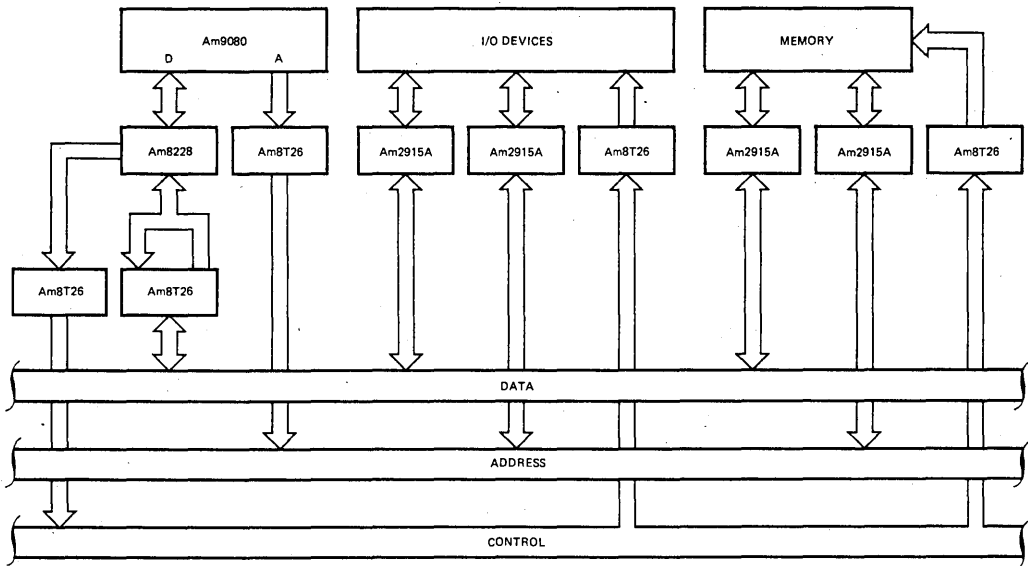 Am9080
D A
I/O DEVICES
MEMORY
Am8228
Am8T26
Am2915A
Am2915A
Am8T26
Am2915A
Am2915A
Am8T26
Am8T26
Am8T26
DATA
ADDRESS
CONTROL